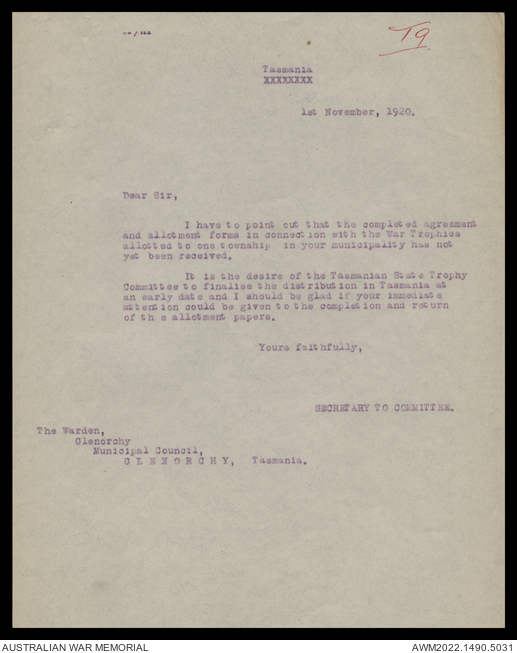 T9
Tasmania
XXXXXXXX
1st November, 1920.
Dear Sir,
I have to point out that the completed agreement
and allotment forms in connection with the War Trophies
allotted to one township in your municipality has not
yet been received.
It is the desire of the Tasmanian State Trophy
Committee to finalise the distribution in Tasmania at
an early date and I should be glad if your immediate
attention could be given to the completion and return
of the allotment papers.
Yours faithfully,
SECRETARY TO COMMITTEE.
The Warden,
Glenorchy
Municipal Council,
G L E N O R C H Y, Tasmania.
AUSTRALIAN WAR MEMORIAL
AWM2022.1490.5031